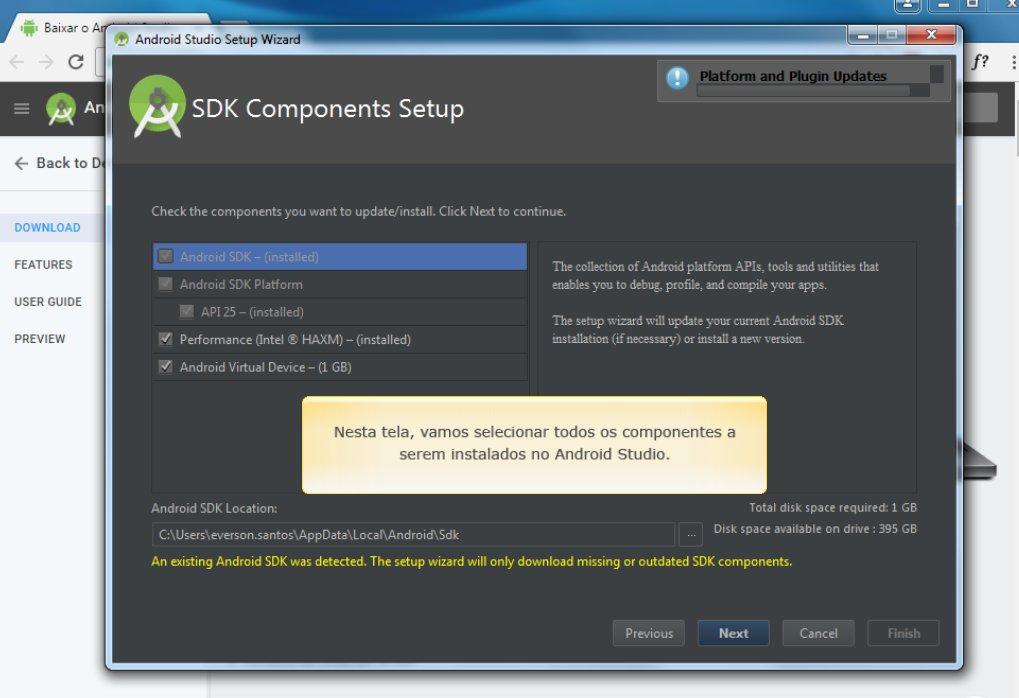 Baixar o An
Android Studio Setup Wizard
f?
An
SDK Components Setup
Platform and Plugin Updates
Back to De
DOWNLOAD
FEATURES
USER GUIDE
PREVIEW
Check the components you want to update/install. Click Next to continue.
Android SDK – (installed)
Android SDK Platform
API 25 – (installed)
Performance (Intel ® HAXM) – (installed)
Android Virtual Device – (1 GB)
The collection of Android platform APIs, tools and utilities that
enables you to debug, profile, and compile your apps.
The setup wizard will update your current Android SDK
installation (if necessary) or install a new version.
Nesta tela, vamos selecionar todos os componentes a
serem instalados no Android Studio.
Android SDK Location:
Total disk space required: 1 GB
C:\Users\everson.santos\AppData\Local\Android\Sdk
...
Disk space available on drive : 395 GB
An existing Android SDK was detected. The setup wizard will only download missing or outdated SDK components.
Previous
Next
Cancel
Finish